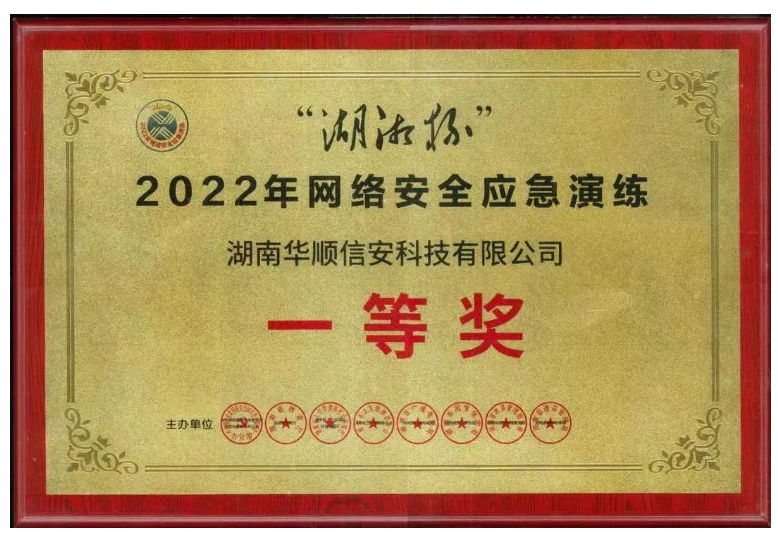 “湖湘杯”
2022年网络安全应急演练
湖南华顺信安科技有限公司
一等奖
主办单位